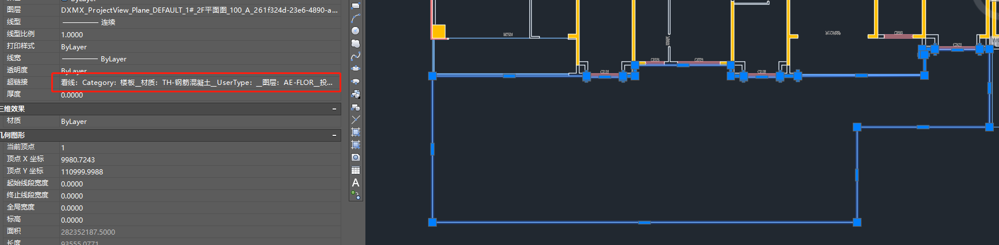 图层 DXMX_ProjectView_Plane_DEFAULT_1#_2F平面图_100_A_261f324d-23e6-4890-a...
线型 连续
线型比例 1.0000
打印样式 ByLayer
线宽 ByLayer
透明度 ByLayer
超链接 看线：Category：楼板__材质：TH-钢筋混凝土__UserType：__图层：AE-FLOR__投...
厚度 0.0000
三维效果
材质 ByLayer
几何图形
当前顶点 1
顶点 X 坐标 9980.7243
顶点 Y 坐标 110999.9988
起始线段宽度 0.0000
终止线段宽度 0.0000
全局宽度 0.0000
标高 0.0000
面积 282352187.5000
长度 93555.0771
A